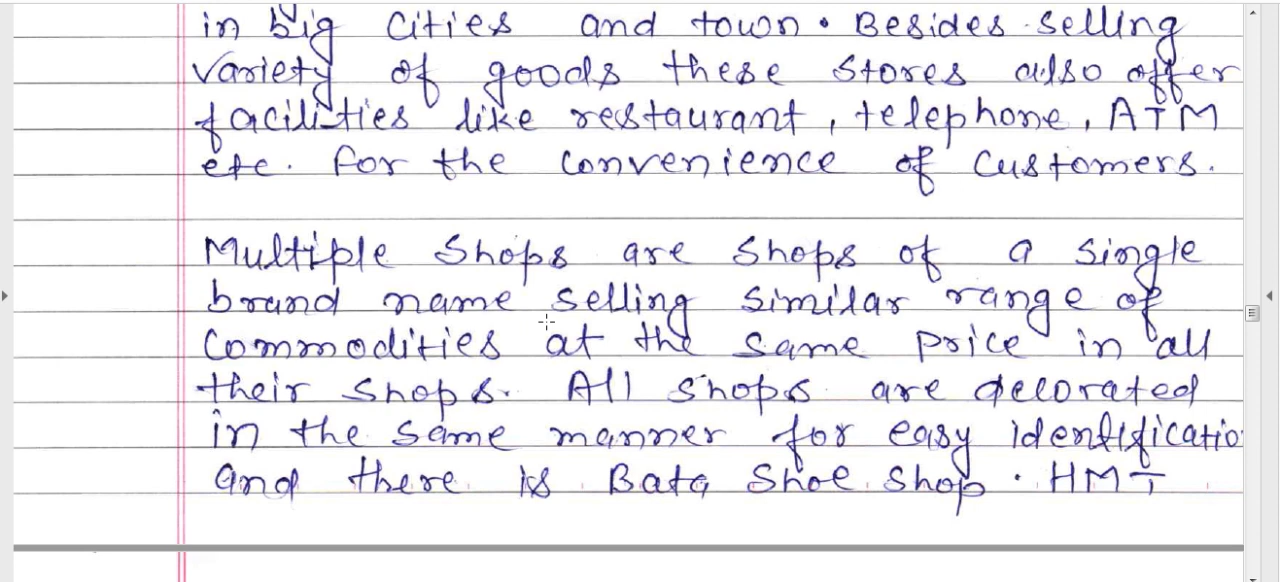 in big cities and town. Besides selling
variety of goods these stores also offer
facilities like restaurant, telephone, ATM
etc. for the convenience of customers.
Multiple shops are shops of a single
brand name selling similar range of
commodities at the same price in all
their shops. All shops are decorated
in the same manner for easy identificatio
and there is Bata Shoe shop. HMT